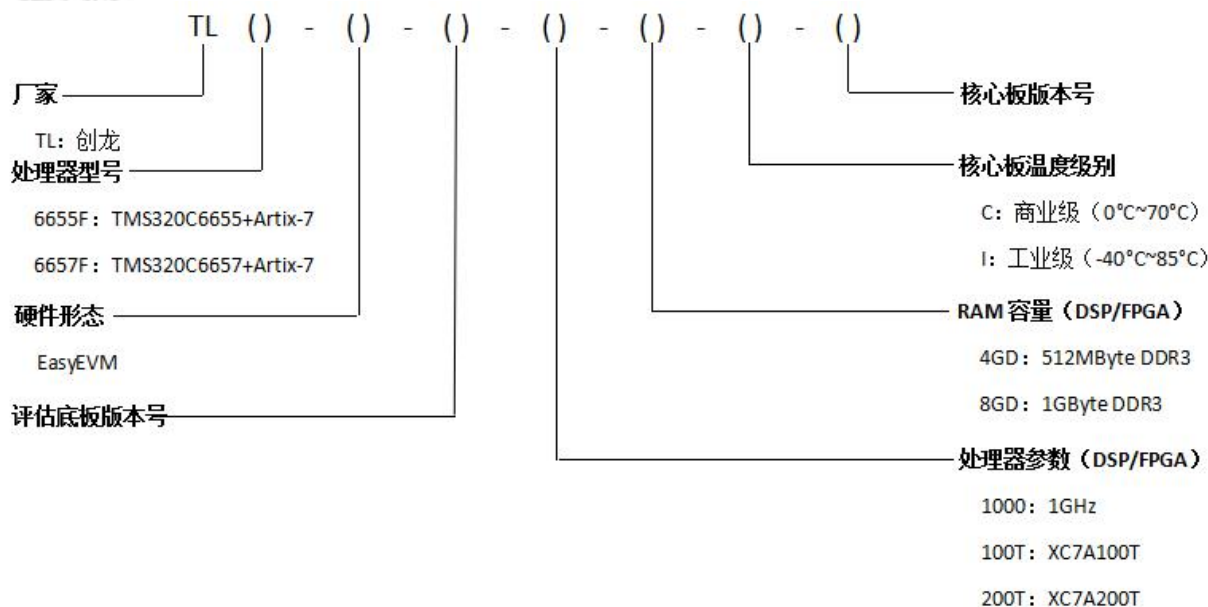 TL () - () - () - () - () - () - ()
厂家
TL：创龙
处理器型号
6655F：TMS320C6655+Artix-7
6657F：TMS320C6657+Artix-7
硬件形态
EasyEVM
评估底板版本号
核心板版本号
核心板温度级别
C：商业级（0°C~70°C）
I：工业级（-40°C~85°C）
RAM 容量（DSP/FPGA）
4GD：512MByte DDR3
8GD：1GByte DDR3
处理器参数（DSP/FPGA）
1000：1GHz
100T：XC7A100T
200T：XC7A200T